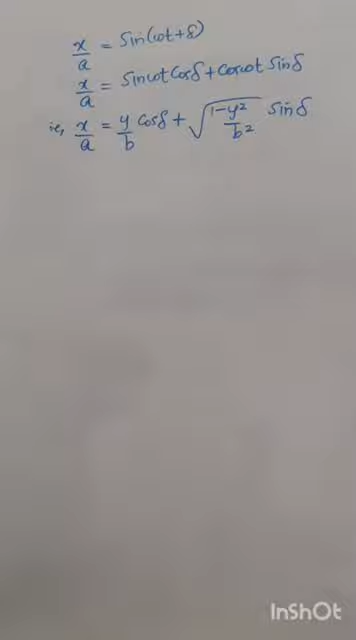 x/a = Sin(ωt+δ)
x/a = Sinωt Cosδ + Cosωt Sinδ
ie, x/a = y/b Cosδ + √(1-y²/b²) Sinδ
InShOt